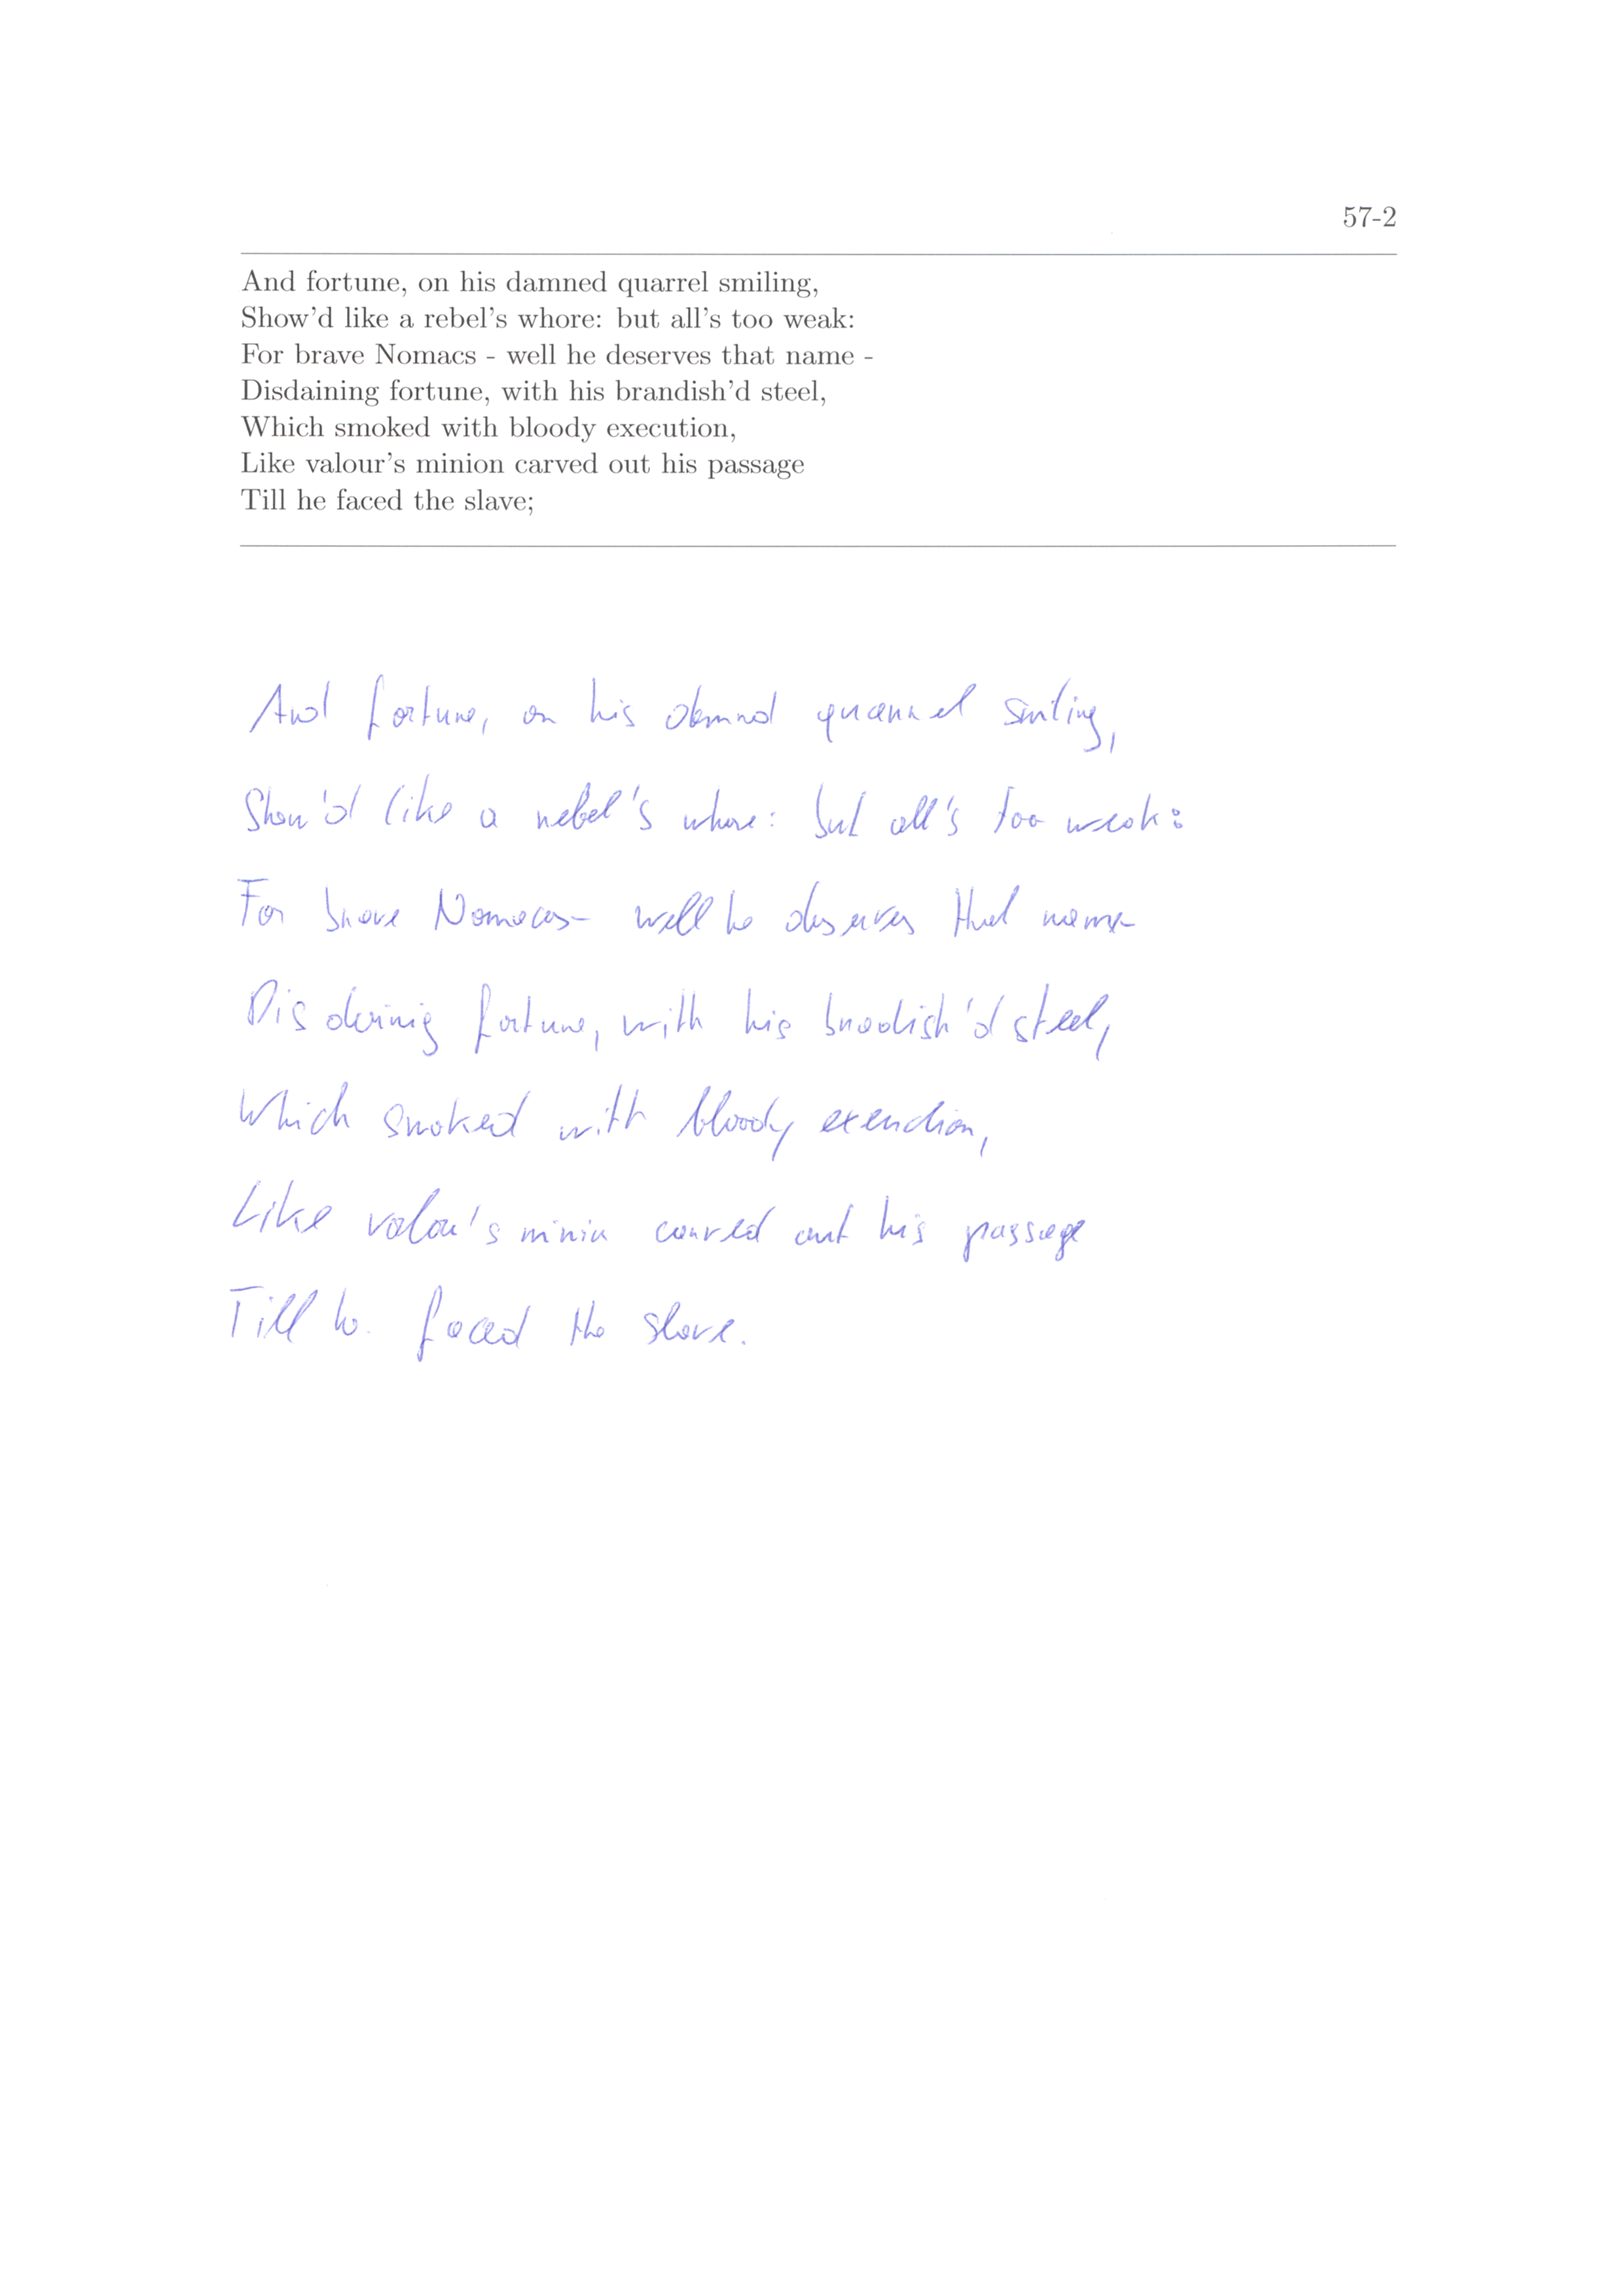 57-2
And fortune, on his damned quarrel smiling,
Show'd like a rebel's whore: but all's too weak:
For brave Nomacs - well he deserves that name -
Disdaining fortune, with his brandish'd steel,
Which smoked with bloody execution,
Like valour's minion carved out his passage
Till he faced the slave;
And fortune, on his damned quarrel smiling,
Show'd like a rebel's whore: but all's too weak:
For brave Nomacs - well he deserves that name -
Disdaining fortune, with his brandish'd steel,
Which smoked with bloody execution,
Like valour's minion carved out his passage
Till he faced the slave.